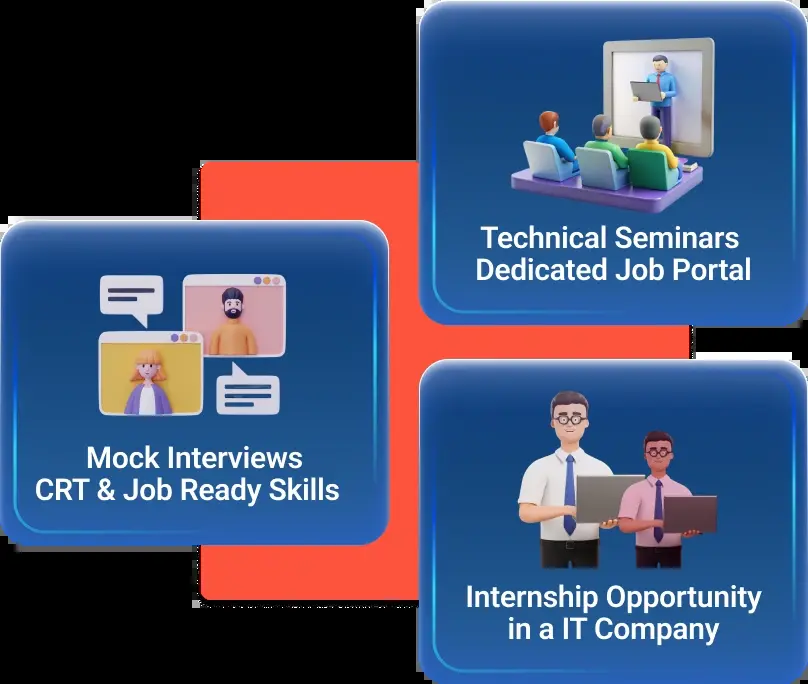 Technical Seminars
Dedicated Job Portal
Mock Interviews
CRT & Job Ready Skills
Internship Opportunity
in a IT Company